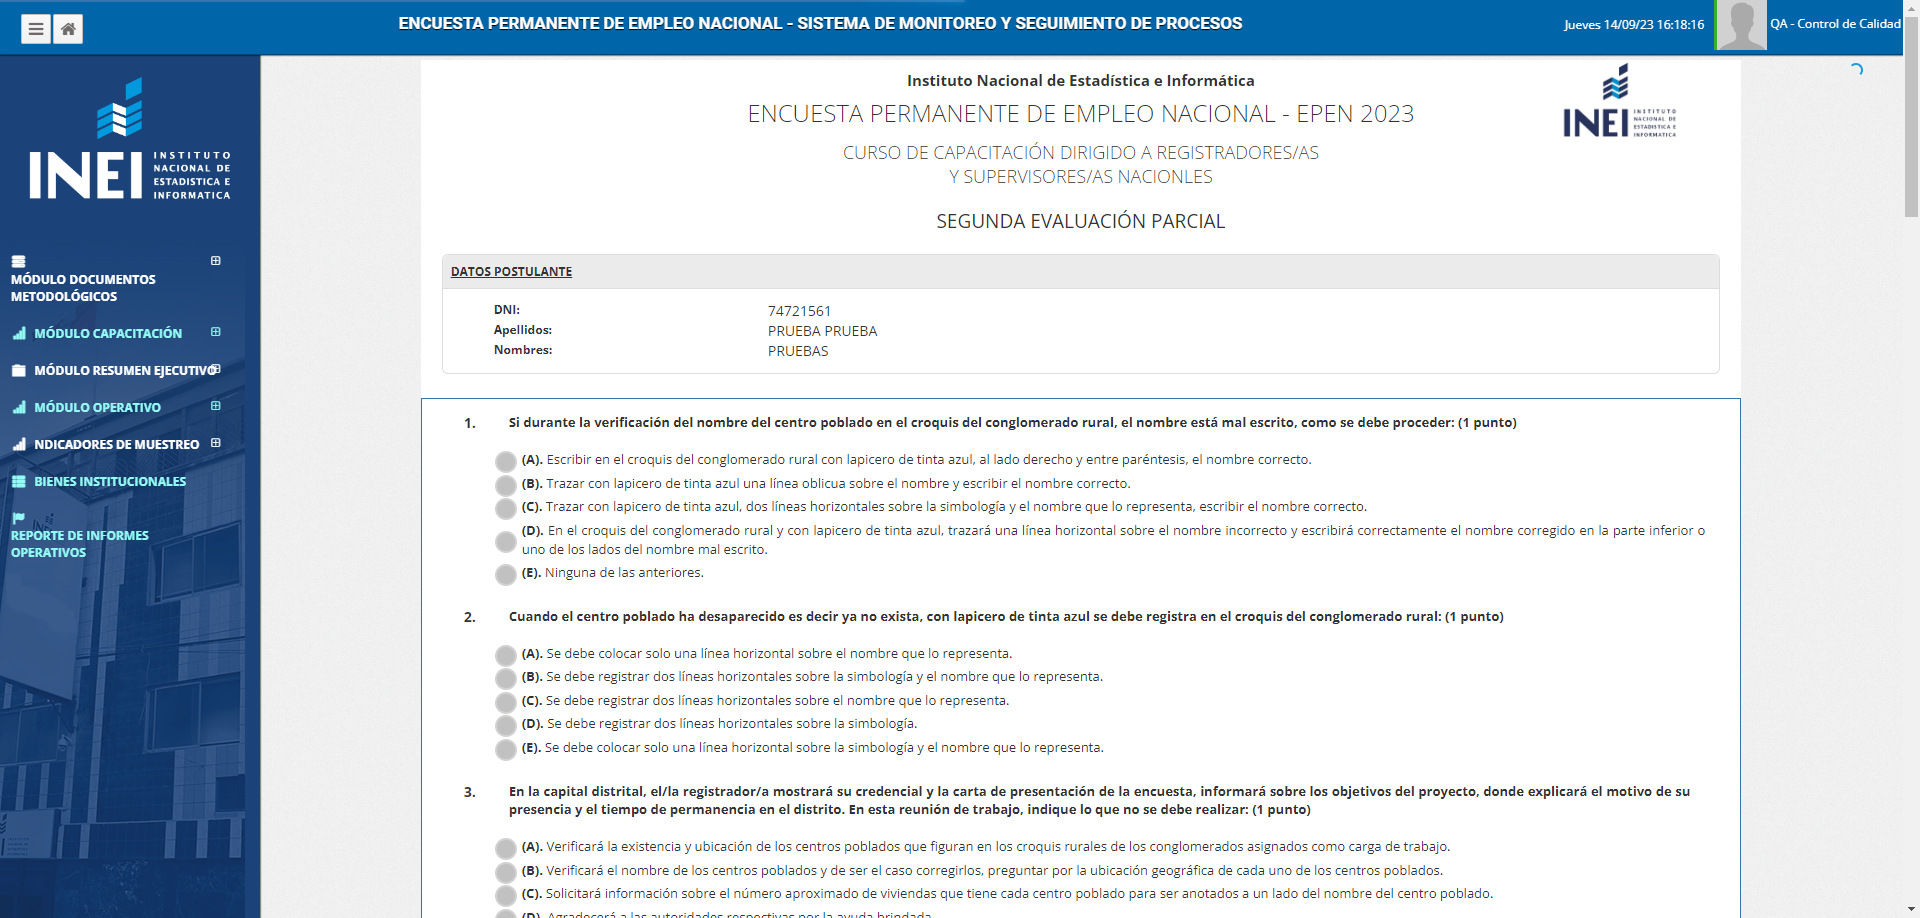 ENCUESTA PERMANENTE DE EMPLEO NACIONAL - SISTEMA DE MONITOREO Y SEGUIMIENTO DE PROCESOS
Jueves 14/09/23 16:18:16
QA - Control de Calidad
INEI
INSTITUTO
NACIONAL DE
ESTADISTICA E
INFORMATICA
MÓDULO DOCUMENTOS
METODOLÓGICOS
MÓDULO CAPACITACIÓN
MÓDULO RESUMEN EJECUTIVO
MÓDULO OPERATIVO
NDICADORES DE MUESTREO
BIENES INSTITUCIONALES
REPORTE DE INFORMES
OPERATIVOS
Instituto Nacional de Estadística e Informática
ENCUESTA PERMANENTE DE EMPLEO NACIONAL - EPEN 2023
CURSO DE CAPACITACIÓN DIRIGIDO A REGISTRADORES/AS
Y SUPERVISORES/AS NACIONLES
SEGUNDA EVALUACIÓN PARCIAL
INEI
INSTITUTO
NACIONAL DE
ESTADISTICA E
INFORMATICA
DATOS POSTULANTE
DNI: 74721561
Apellidos: PRUEBA PRUEBA
Nombres: PRUEBAS
1. Si durante la verificación del nombre del centro poblado en el croquis del conglomerado rural, el nombre está mal escrito, como se debe proceder: (1 punto)
(A). Escribir en el croquis del conglomerado rural con lapicero de tinta azul, al lado derecho y entre paréntesis, el nombre correcto.
(B). Trazar con lapicero de tinta azul una línea oblicua sobre el nombre y escribir el nombre correcto.
(C). Trazar con lapicero de tinta azul, dos líneas horizontales sobre la simbología y el nombre que lo representa, escribir el nombre correcto.
(D). En el croquis del conglomerado rural y con lapicero de tinta azul, trazará una línea horizontal sobre el nombre incorrecto y escribirá correctamente el nombre corregido en la parte inferior o
uno de los lados del nombre mal escrito.
(E). Ninguna de las anteriores.
2. Cuando el centro poblado ha desaparecido es decir ya no exista, con lapicero de tinta azul se debe registra en el croquis del conglomerado rural: (1 punto)
(A). Se debe colocar solo una línea horizontal sobre el nombre que lo representa.
(B). Se debe registrar dos líneas horizontales sobre la simbología y el nombre que lo representa.
(C). Se debe registrar dos líneas horizontales sobre el nombre que lo representa.
(D). Se debe registrar dos líneas horizontales sobre la simbología.
(E). Se debe colocar solo una línea horizontal sobre la simbología y el nombre que lo representa.
3. En la capital distrital, el/la registrador/a mostrará su credencial y la carta de presentación de la encuesta, informará sobre los objetivos del proyecto, donde explicará el motivo de su
presencia y el tiempo de permanencia en el distrito. En esta reunión de trabajo, indique lo que no se debe realizar: (1 punto)
(A). Verificará la existencia y ubicación de los centros poblados que figuran en los croquis rurales de los conglomerados asignados como carga de trabajo.
(B). Verificará el nombre de los centros poblados y de ser el caso corregirlos, preguntar por la ubicación geográfica de cada uno de los centros poblados.
(C). Solicitará información sobre el número aproximado de viviendas que tiene cada centro poblado para ser anotados a un lado del nombre del centro poblado.
(D). Agradecerá a las autoridades respectivas por la ayuda brindada.